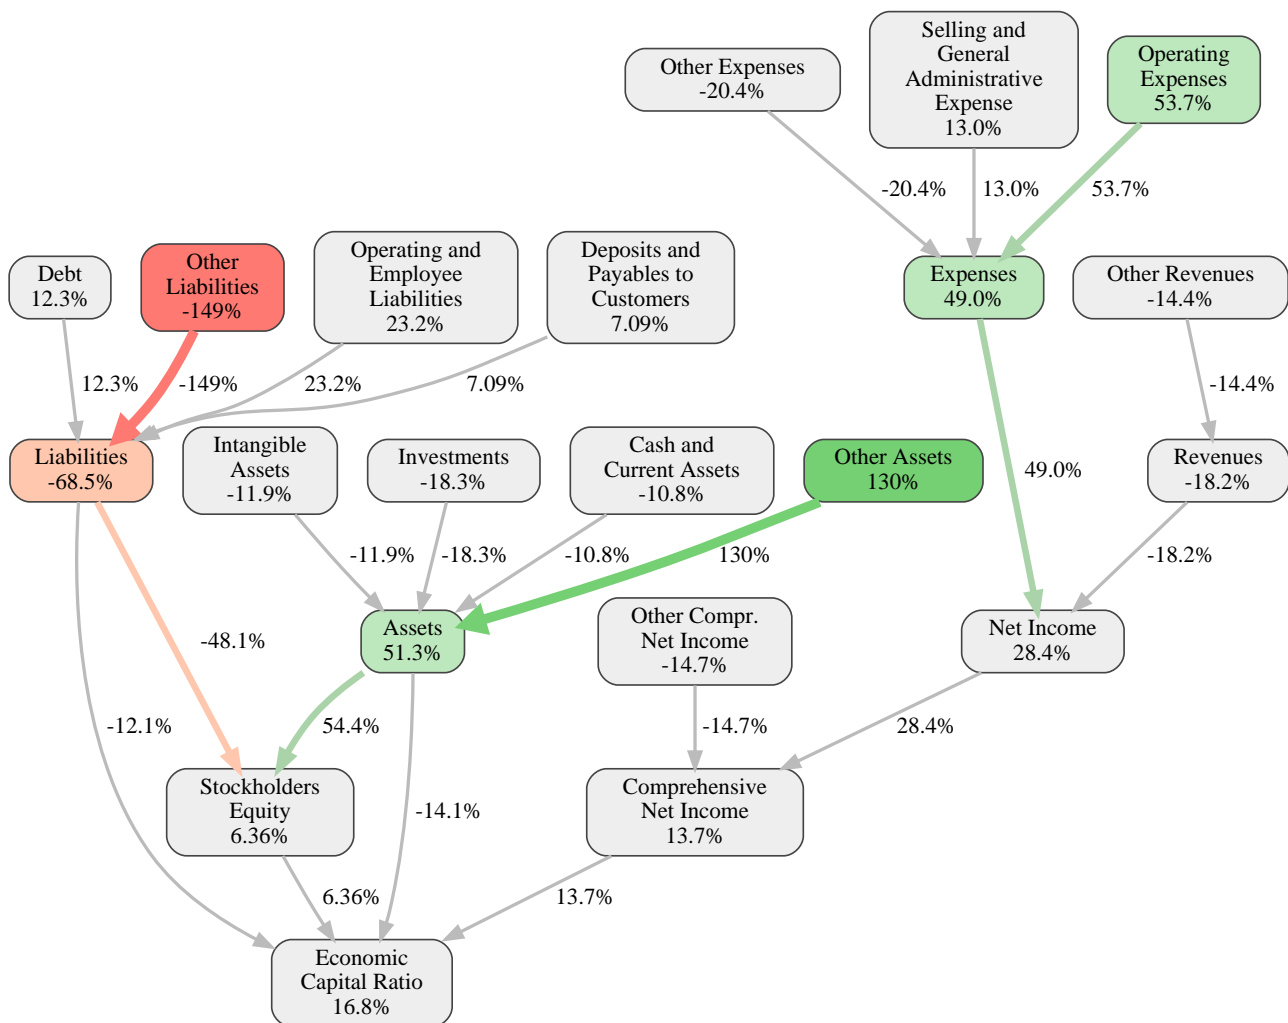 Selling and
General
Administrative
Expense
13.0%
Other Expenses
-20.4%
Operating
Expenses
53.7%
-20.4%
13.0%
53.7%
Debt
12.3%
Other
Liabilities
-149%
Operating and
Employee
Liabilities
23.2%
Deposits and
Payables to
Customers
7.09%
Expenses
49.0%
Other Revenues
-14.4%
12.3%
-149%
23.2%
7.09%
-14.4%
Liabilities
-68.5%
Intangible
Assets
-11.9%
Investments
-18.3%
Cash and
Current Assets
-10.8%
Other Assets
130%
49.0%
Revenues
-18.2%
-11.9%
-18.3%
-10.8%
130%
-18.2%
-48.1%
Assets
51.3%
Other Compr.
Net Income
-14.7%
Net Income
28.4%
-12.1%
54.4%
-14.7%
28.4%
Stockholders
Equity
6.36%
-14.1%
Comprehensive
Net Income
13.7%
6.36%
13.7%
Economic
Capital Ratio
16.8%